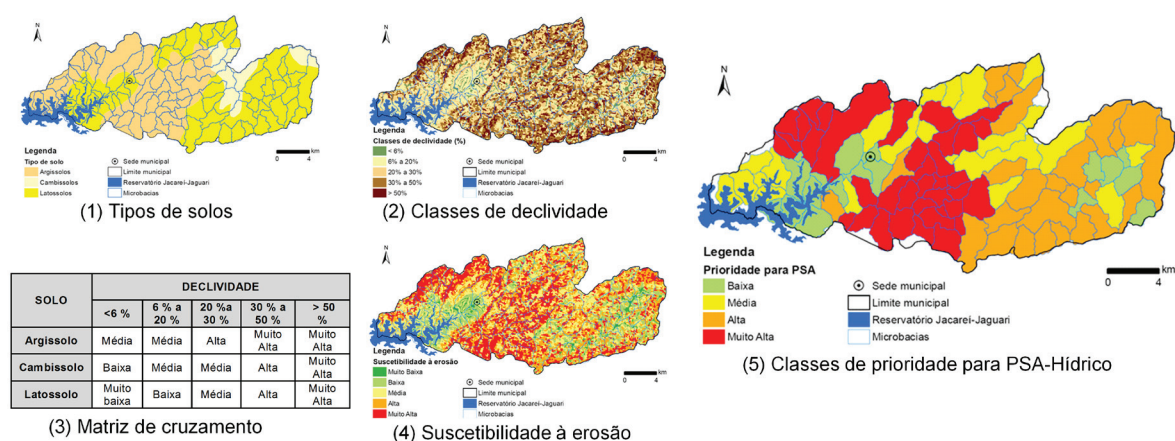 N
Legenda
Tipo de solo
Argissolos
Cambissolos
Latossolos
Sede municipal
Limite municipal
Reservatório Jacareí-Jaguari
Microbacias
km
0 4
(1) Tipos de solos
N
Legenda
Classes de declividade (%)
< 6%
6% a 20%
20% a 30%
30% a 50%
> 50%
Sede municipal
Limite municipal
Reservatório Jacareí-Jaguari
Microbacias
km
0 4
(2) Classes de declividade
SOLO
DECLIVIDADE
<6 %
6 % a 20 %
20 %a 30 %
30 % a 50 %
> 50 %
Argissolo Média Média Alta Muito Alta Muito Alta
Cambissolo Baixa Média Média Alta Muito Alta
Latossolo Muito baixa Baixa Média Alta Muito Alta
(3) Matriz de cruzamento
N
Legenda
Suscetibilidade à erosão
Muito Baixa
Baixa
Média
Alta
Muito Alta
Sede municipal
Limite municipal
Reservatório Jacareí-Jaguari
Microbacias
km
0 4
(4) Suscetibilidade à erosão
N
Legenda
Prioridade para PSA
Baixa
Média
Alta
Muito Alta
Sede municipal
Limite municipal
Reservatório Jacareí-Jaguari
Microbacias
km
0 4
(5) Classes de prioridade para PSA-Hídrico